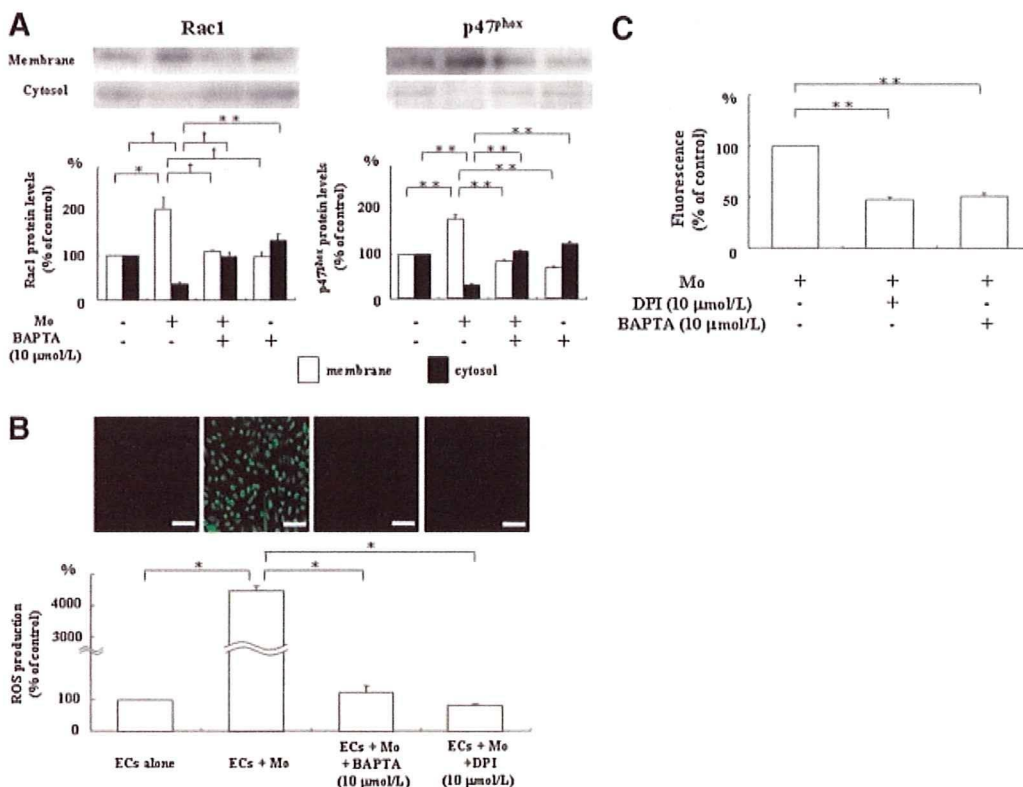 A
Rac1
p47phox
Membrane
Cytosol
* *
† †
†
* †
%
200
100
0
Rac1 protein levels
(% of control)
* *
* * * *
* *
* * * *
%
200
100
0
p47phox protein levels
(% of control)
Mo - + + -
BAPTA - - + +
(10 µmol/L)
- + + -
- - + +
membrane
cytosol
C
* *
* *
%
100
50
0
Fluorescence
(% of control)
Mo + + +
DPI (10 µmol/L) - + -
BAPTA (10 µmol/L) - - +
B
*
* *
%
4000
3000
100
0
ROS production
(% of control)
ECs alone
ECs + Mo
ECs + Mo
+BAPTA
(10 µmol/L)
ECs + Mo
+DPI
(10 µmol/L)